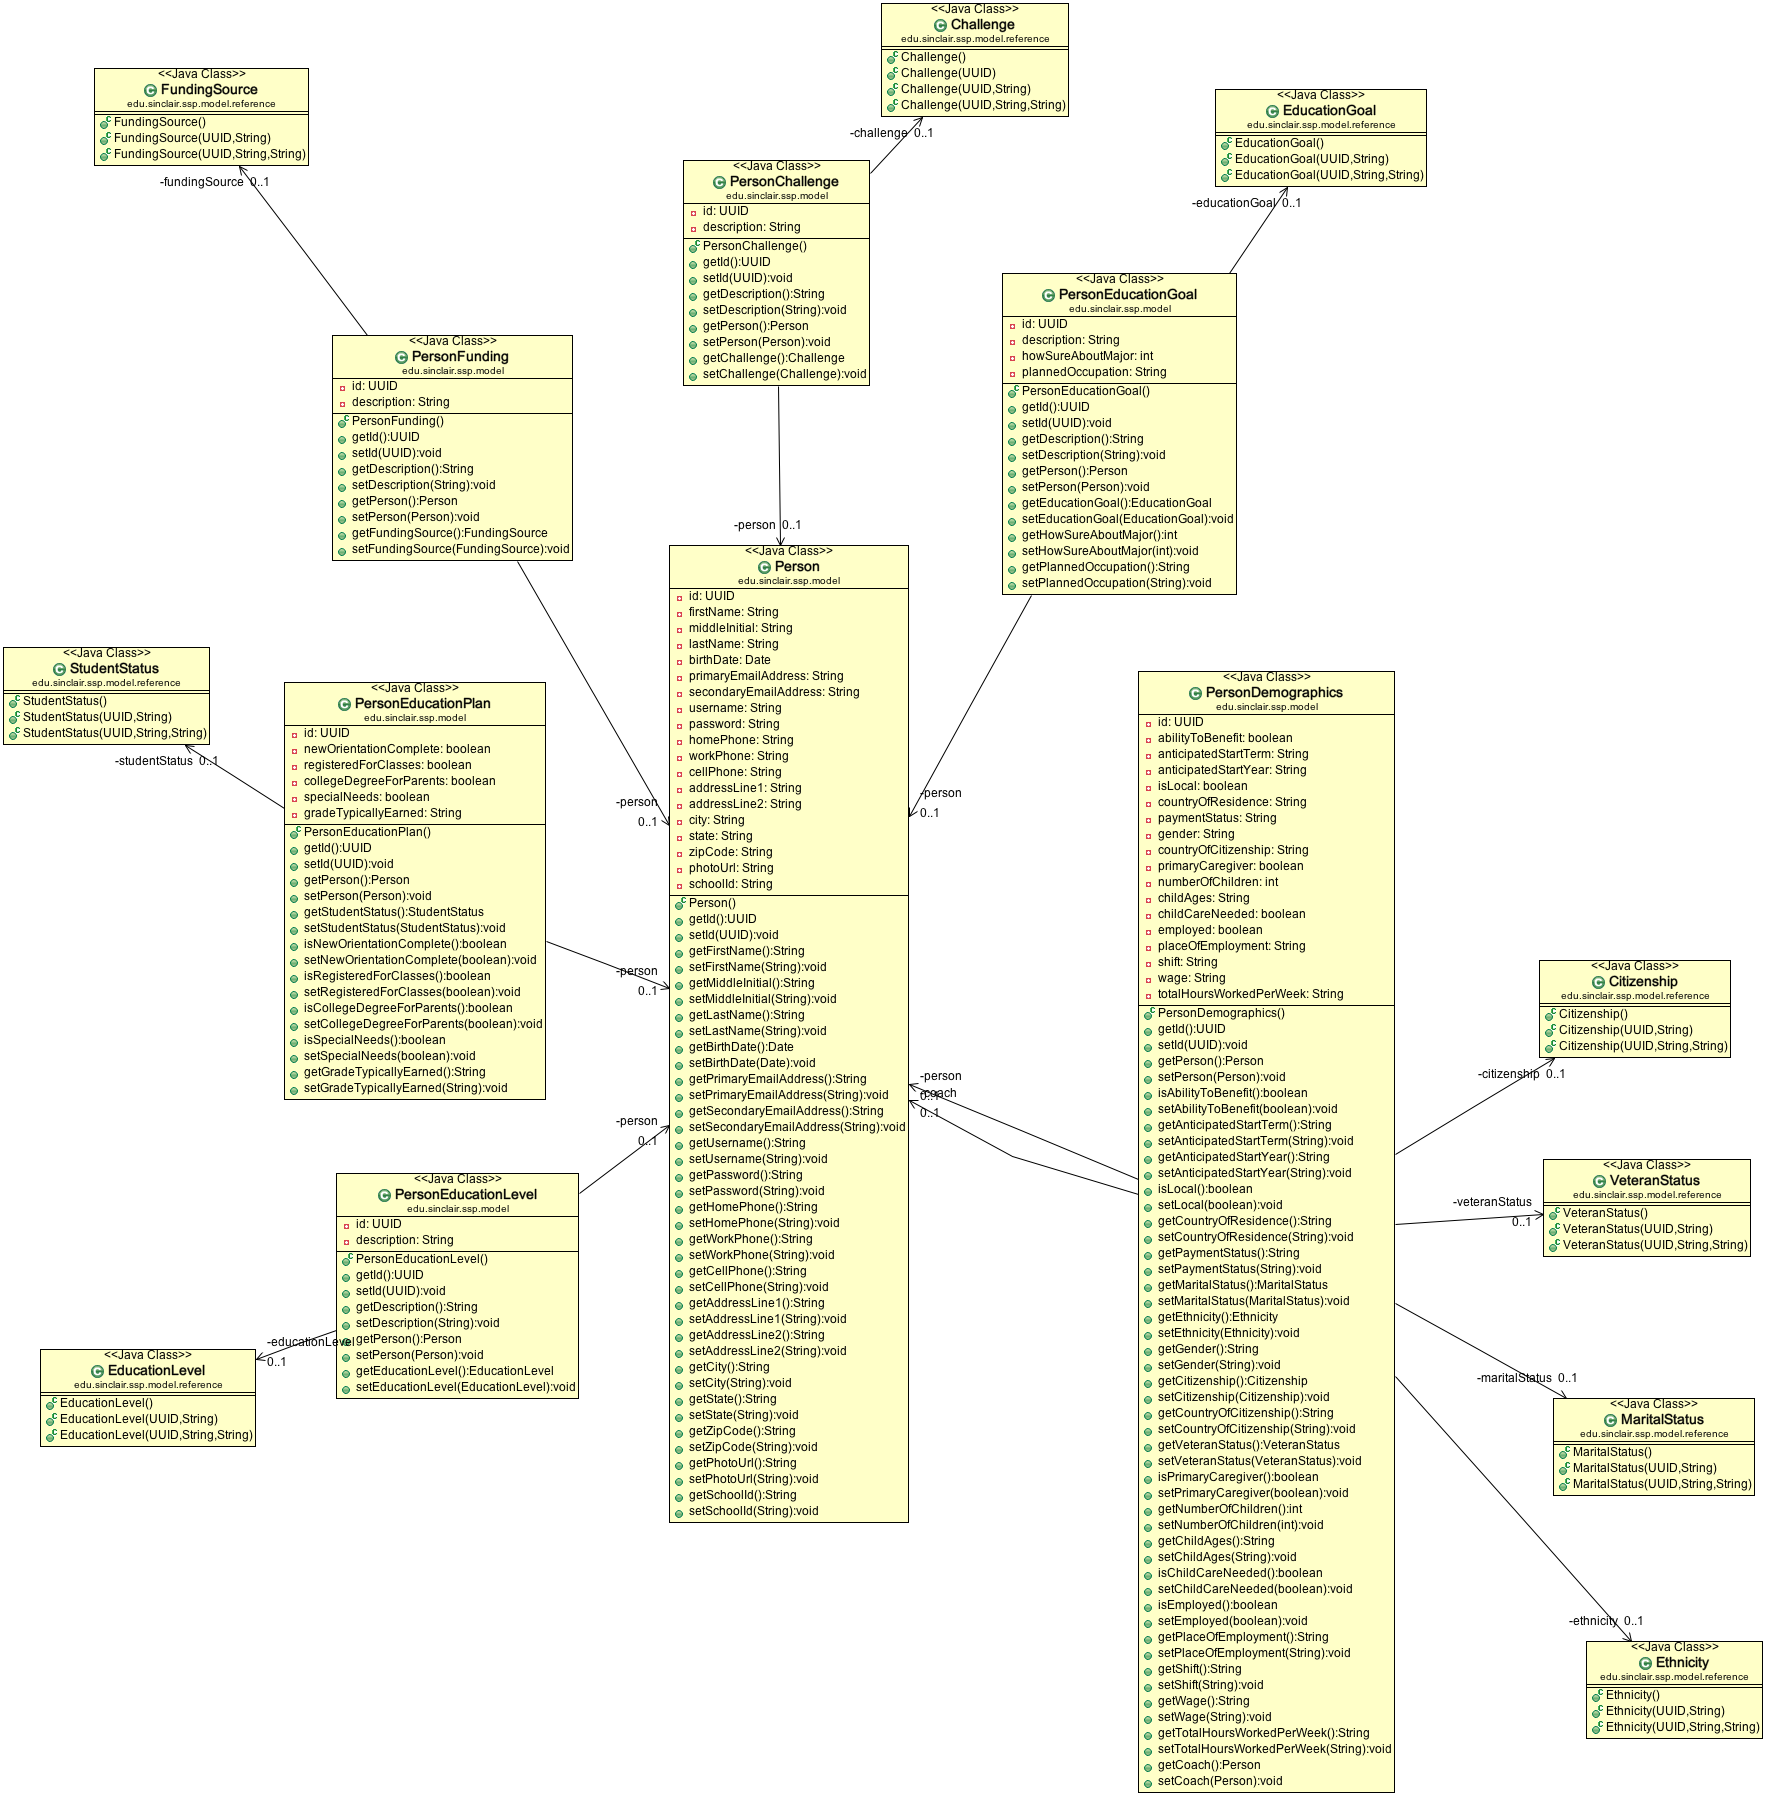 <<Java Class>>
Challenge
edu.sinclair.ssp.model.reference
Challenge()
Challenge(UUID)
Challenge(UUID,String)
Challenge(UUID,String,String)
<<Java Class>>
FundingSource
edu.sinclair.ssp.model.reference
FundingSource()
FundingSource(UUID,String)
FundingSource(UUID,String,String)
<<Java Class>>
EducationGoal
edu.sinclair.ssp.model.reference
EducationGoal()
EducationGoal(UUID,String)
EducationGoal(UUID,String,String)
-challenge 0..1
-fundingSource 0..1
-educationGoal 0..1
<<Java Class>>
PersonChallenge
edu.sinclair.ssp.model
id: UUID
description: String
PersonChallenge()
getId():UUID
setId(UUID):void
getDescription():String
setDescription(String):void
getPerson():Person
setPerson(Person):void
getChallenge():Challenge
setChallenge(Challenge):void
<<Java Class>>
PersonEducationGoal
edu.sinclair.ssp.model
id: UUID
description: String
howSureAboutMajor: int
plannedOccupation: String
PersonEducationGoal()
getId():UUID
setId(UUID):void
getDescription():String
setDescription(String):void
getPerson():Person
setPerson(Person):void
getEducationGoal():EducationGoal
setEducationGoal(EducationGoal):void
getHowSureAboutMajor():int
setHowSureAboutMajor(int):void
getPlannedOccupation():String
setPlannedOccupation(String):void
<<Java Class>>
PersonFunding
edu.sinclair.ssp.model
id: UUID
description: String
PersonFunding()
getId():UUID
setId(UUID):void
getDescription():String
setDescription(String):void
getPerson():Person
setPerson(Person):void
getFundingSource():FundingSource
setFundingSource(FundingSource):void
-person 0..1
<<Java Class>>
Person
edu.sinclair.ssp.model
id: UUID
firstName: String
middleInitial: String
lastName: String
birthDate: Date
primaryEmailAddress: String
secondaryEmailAddress: String
username: String
password: String
homePhone: String
workPhone: String
cellPhone: String
addressLine1: String
addressLine2: String
city: String
state: String
zipCode: String
photoUrl: String
schoolId: String
Person()
getId():UUID
setId(UUID):void
getFirstName():String
setFirstName(String):void
getMiddleInitial():String
setMiddleInitial(String):void
getLastName():String
setLastName(String):void
getBirthDate():Date
setBirthDate(Date):void
getPrimaryEmailAddress():String
setPrimaryEmailAddress(String):void
getSecondaryEmailAddress():String
setSecondaryEmailAddress(String):void
getUsername():String
setUsername(String):void
getPassword():String
setPassword(String):void
getHomePhone():String
setHomePhone(String):void
getWorkPhone():String
setWorkPhone(String):void
getCellPhone():String
setCellPhone(String):void
getAddressLine1():String
setAddressLine1(String):void
getAddressLine2():String
setAddressLine2(String):void
getCity():String
setCity(String):void
getState():String
setState(String):void
getZipCode():String
setZipCode(String):void
getPhotoUrl():String
setPhotoUrl(String):void
getSchoolId():String
setSchoolId(String):void
<<Java Class>>
StudentStatus
edu.sinclair.ssp.model.reference
StudentStatus()
StudentStatus(UUID,String)
StudentStatus(UUID,String,String)
-studentStatus 0..1
<<Java Class>>
PersonEducationPlan
edu.sinclair.ssp.model
id: UUID
newOrientationComplete: boolean
registeredForClasses: boolean
collegeDegreeForParents: boolean
specialNeeds: boolean
gradeTypicallyEarned: String
PersonEducationPlan()
getId():UUID
setId(UUID):void
getPerson():Person
setPerson(Person):void
getStudentStatus():StudentStatus
setStudentStatus(StudentStatus):void
isNewOrientationComplete():boolean
setNewOrientationComplete(boolean):void
isRegisteredForClasses():boolean
setRegisteredForClasses(boolean):void
isCollegeDegreeForParents():boolean
setCollegeDegreeForParents(boolean):void
isSpecialNeeds():boolean
setSpecialNeeds(boolean):void
getGradeTypicallyEarned():String
setGradeTypicallyEarned(String):void
-person
0..1
-person
0..1
-person
0..1
-person
0..1
-person
0..1
-coach
0..1
<<Java Class>>
PersonEducationLevel
edu.sinclair.ssp.model
id: UUID
description: String
PersonEducationLevel()
getId():UUID
setId(UUID):void
getDescription():String
setDescription(String):void
getPerson():Person
setPerson(Person):void
getEducationLevel():EducationLevel
setEducationLevel(EducationLevel):void
-educationLevel
0..1
<<Java Class>>
EducationLevel
edu.sinclair.ssp.model.reference
EducationLevel()
EducationLevel(UUID,String)
EducationLevel(UUID,String,String)
<<Java Class>>
PersonDemographics
edu.sinclair.ssp.model
id: UUID
abilityToBenefit: boolean
anticipatedStartTerm: String
anticipatedStartYear: String
isLocal: boolean
countryOfResidence: String
paymentStatus: String
gender: String
countryOfCitizenship: String
primaryCaregiver: boolean
numberOfChildren: int
childAges: String
childCareNeeded: boolean
employed: boolean
placeOfEmployment: String
shift: String
wage: String
totalHoursWorkedPerWeek: String
PersonDemographics()
getId():UUID
setId(UUID):void
getPerson():Person
setPerson(Person):void
isAbilityToBenefit():boolean
setAbilityToBenefit(boolean):void
getAnticipatedStartTerm():String
setAnticipatedStartTerm(String):void
getAnticipatedStartYear():String
setAnticipatedStartYear(String):void
isLocal():boolean
setLocal(boolean):void
getCountryOfResidence():String
setCountryOfResidence(String):void
getPaymentStatus():String
setPaymentStatus(String):void
getMaritalStatus():MaritalStatus
setMaritalStatus(MaritalStatus):void
getEthnicity():Ethnicity
setEthnicity(Ethnicity):void
getGender():String
setGender(String):void
getCitizenship():Citizenship
setCitizenship(Citizenship):void
getCountryOfCitizenship():String
setCountryOfCitizenship(String):void
getVeteranStatus():VeteranStatus
setVeteranStatus(VeteranStatus):void
isPrimaryCaregiver():boolean
setPrimaryCaregiver(boolean):void
getNumberOfChildren():int
setNumberOfChildren(int):void
getChildAges():String
setChildAges(String):void
isChildCareNeeded():boolean
setChildCareNeeded(boolean):void
isEmployed():boolean
setEmployed(boolean):void
getPlaceOfEmployment():String
setPlaceOfEmployment(String):void
getShift():String
setShift(String):void
getWage():String
setWage(String):void
getTotalHoursWorkedPerWeek():String
setTotalHoursWorkedPerWeek(String):void
getCoach():Person
setCoach(Person):void
<<Java Class>>
Citizenship
edu.sinclair.ssp.model.reference
Citizenship()
Citizenship(UUID,String)
Citizenship(UUID,String,String)
-citizenship 0..1
<<Java Class>>
VeteranStatus
edu.sinclair.ssp.model.reference
VeteranStatus()
VeteranStatus(UUID,String)
VeteranStatus(UUID,String,String)
-veteranStatus
0..1
-maritalStatus 0..1
<<Java Class>>
MaritalStatus
edu.sinclair.ssp.model.reference
MaritalStatus()
MaritalStatus(UUID,String)
MaritalStatus(UUID,String,String)
-ethnicity 0..1
<<Java Class>>
Ethnicity
edu.sinclair.ssp.model.reference
Ethnicity()
Ethnicity(UUID,String)
Ethnicity(UUID,String,String)